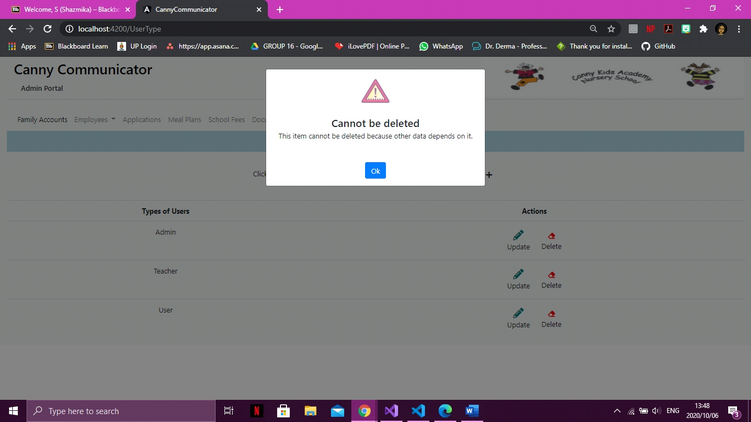 Welcome, S (Shazmika) – Blackb
CannyCommunicator
localhost:4200/UserType
Apps
Blackboard Learn
UP Login
https://app.asana.c...
GROUP 16 - Googl...
iLovePDF | Online P...
WhatsApp
Dr. Derma - Profess...
Thank you for instal...
GitHub
Canny Communicator
Admin Portal
Canny Kids Academy
Nursery School
Family Accounts Employees Applications Meal Plans School Fees Docu
Cannot be deleted
This item cannot be deleted because other data depends on it.
Ok
Click
+
Types of Users
Actions
Admin
Update
Delete
Teacher
Update
Delete
User
Update
Delete
Type here to search
ENG
13:48
2020/10/06
3